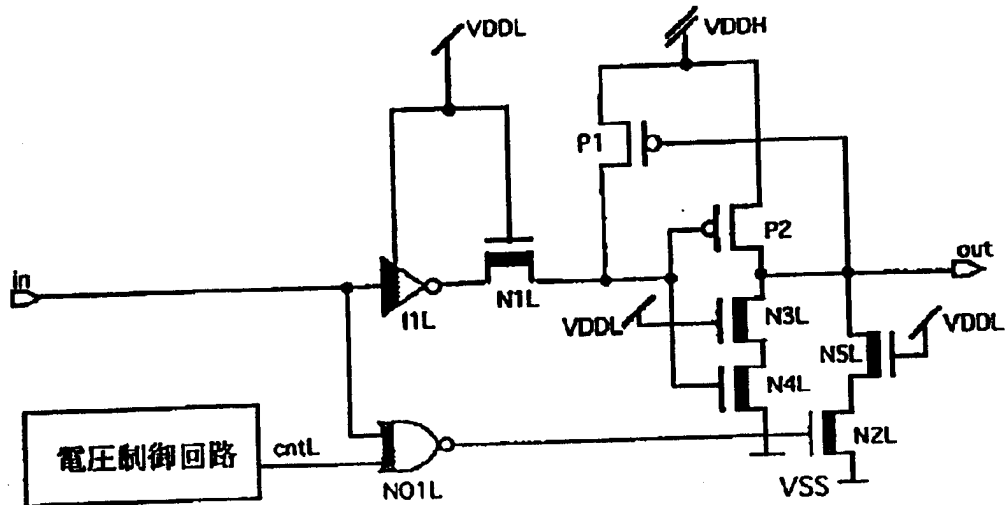 VDDL
VDDH
P1
P2
in
out
I1L
N1L
VDDL
N3L
VDDL
N5L
N4L
電圧制御回路
cntL
NO1L
N2L
VSS